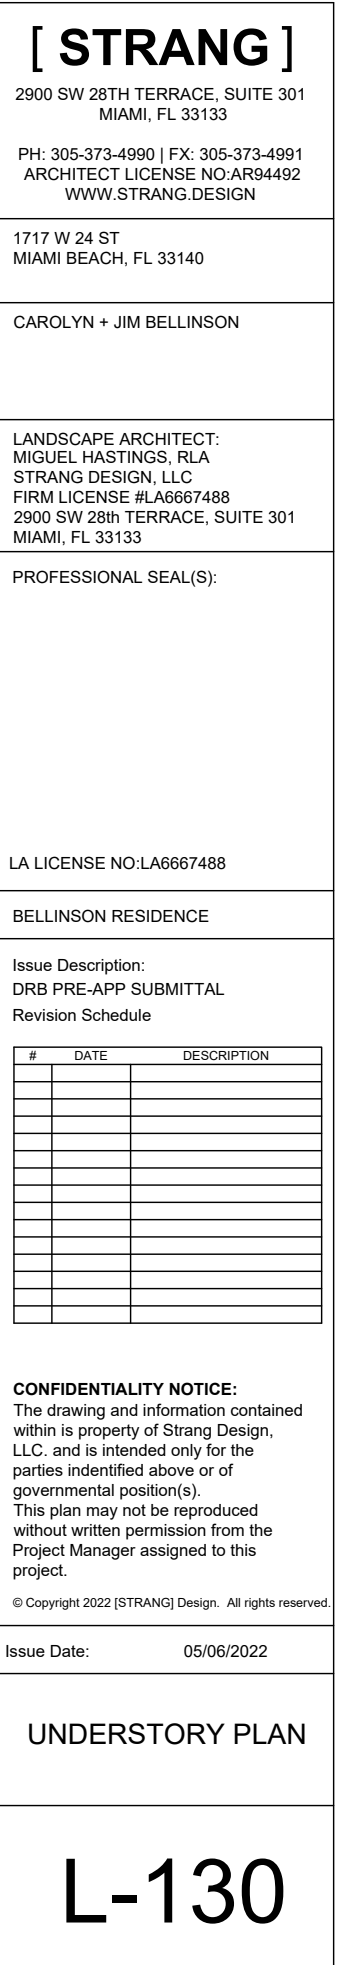 [ STRANG ]
2900 SW 28TH TERRACE, SUITE 301
MIAMI, FL 33133
PH: 305-373-4990 | FX: 305-373-4991
ARCHITECT LICENSE NO:AR94492
WWW.STRANG.DESIGN
1717 W 24 ST
MIAMI BEACH, FL 33140
CAROLYN + JIM BELLINSON
LANDSCAPE ARCHITECT:
MIGUEL HASTINGS, RLA
STRANG DESIGN, LLC
FIRM LICENSE #LA6667488
2900 SW 28th TERRACE, SUITE 301
MIAMI, FL 33133
PROFESSIONAL SEAL(S):
LA LICENSE NO:LA6667488
BELLINSON RESIDENCE
Issue Description:
DRB PRE-APP SUBMITTAL
Revision Schedule
# DATE DESCRIPTION
CONFIDENTIALITY NOTICE:
The drawing and information contained
within is property of Strang Design,
LLC. and is intended only for the
parties indentified above or of
governmental position(s).
This plan may not be reproduced
without written permission from the
Project Manager assigned to this
project.
© Copyright 2022 [STRANG] Design. All rights reserved.
Issue Date: 05/06/2022
UNDERSTORY PLAN
L-130